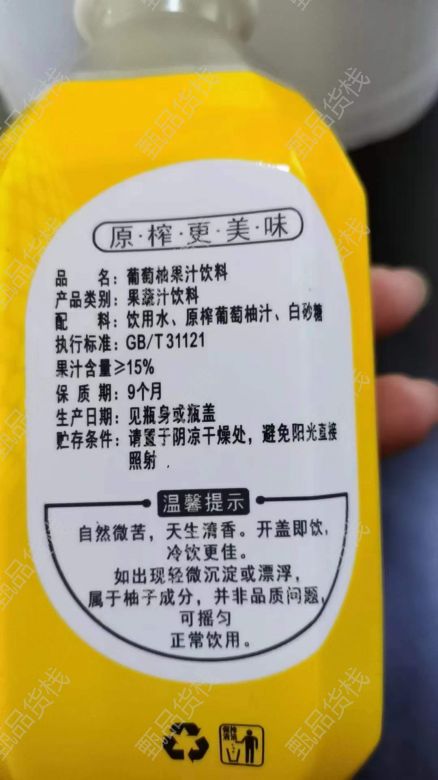 原·榨·更·美·味
品 名：葡萄柚果汁饮料
产品类别：果蔬汁饮料
配 料：饮用水、原榨葡萄柚汁、白砂糖
执行标准：GB/T 31121
果汁含量≥15%
保 质 期：9个月
生产日期：见瓶身或瓶盖
贮存条件：请置于阴凉干燥处，避免阳光直接
照射．
温馨提示
自然微苦，天生清香。开盖即饮，
冷饮更佳。
如出现轻微沉淀或漂浮，
属于柚子成分，并非品质问题，
可摇匀
正常饮用。
甄品货栈